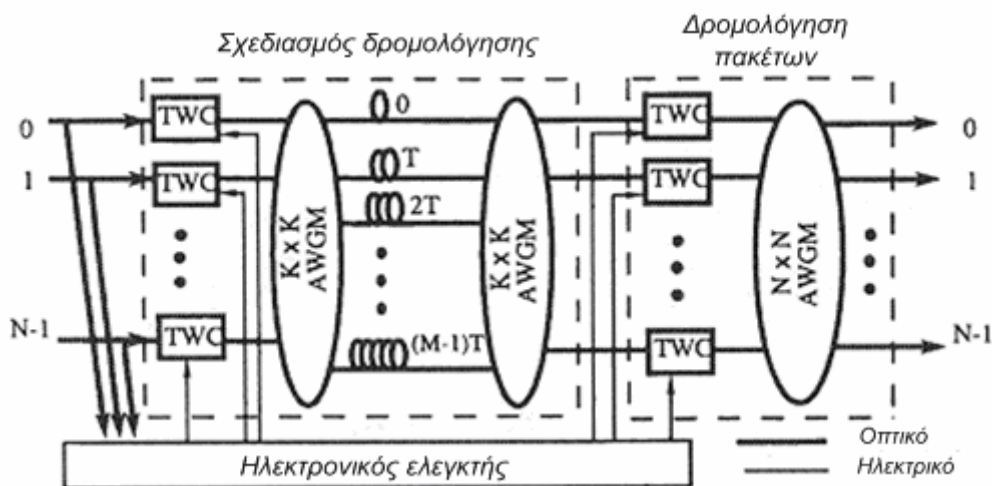 Σχεδιασμός δρομολόγησης
Δρομολόγηση
πακέτων
0
TWC
K x K
AWGM
0
K x K
AWGM
TWC
N x N
AWGM
0
1
TWC
T
TWC
1
2T
N-1
TWC
(M-1)T
TWC
N-1
Ηλεκτρονικός ελεγκτής
Οπτικό
Ηλεκτρικό